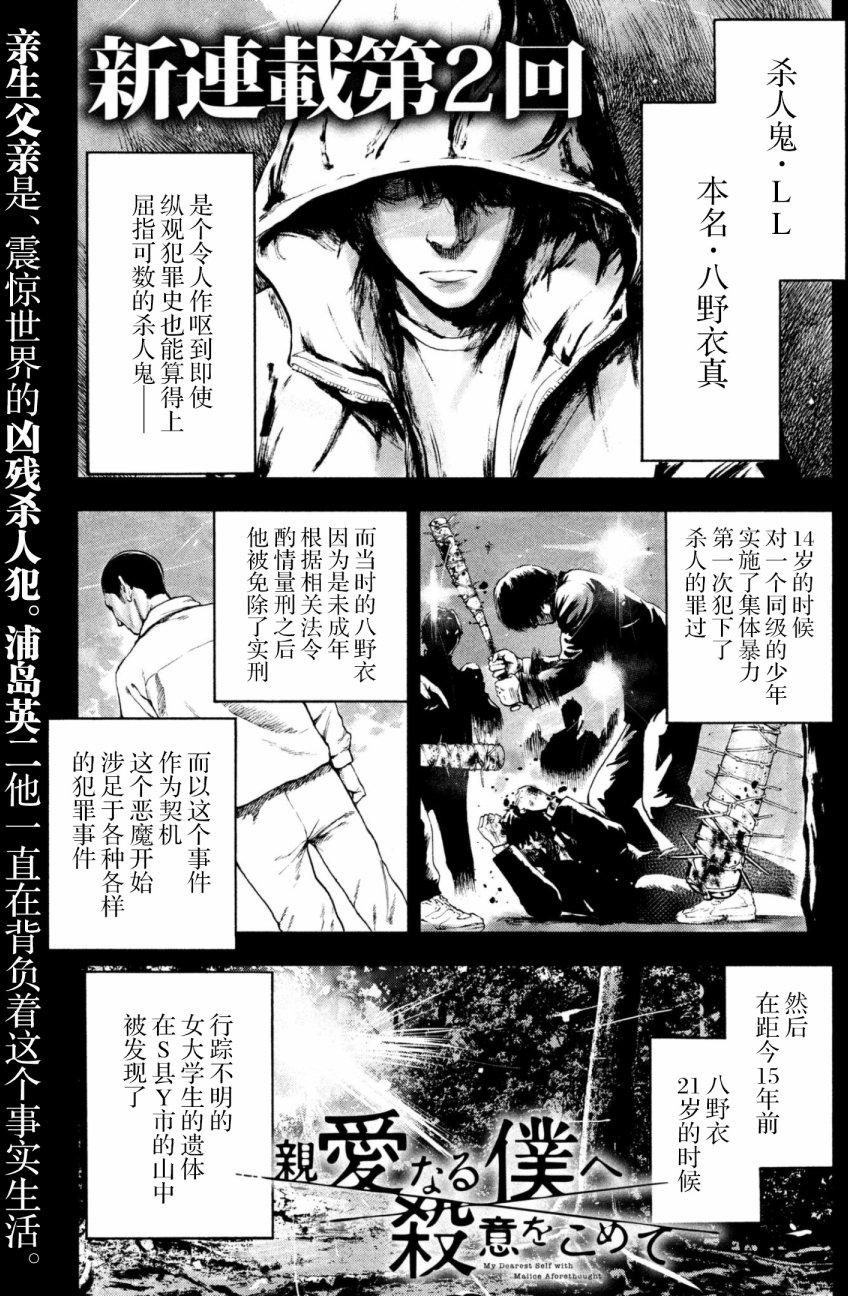 新連載第2回
杀人鬼·LL
本名·八野衣真
是个令人作呕到即使
纵观犯罪史也能算得上
屈指可数的杀人鬼——
14岁的时候
对一个同级的少年
实施了集体暴力
第一次犯下了
杀人的罪过
而当时的八野衣
因为是未成年
根据相关法令
酌情量刑之后
他被免除了实刑
而以这个事件
作为契机
这个恶魔开始
涉足于各种各样
的犯罪事件
然后
在距今15年前
八野衣
21岁的时候
行踪不明的
女大学生的遗体
在S县Y市的山中
被发现了
親愛なる僕へ
殺意をこめて
My Dearest Self with
Malice Aforethought
亲生父亲是、震惊世界的凶残杀人犯。浦岛英二他一直在背负着这个事实生活。